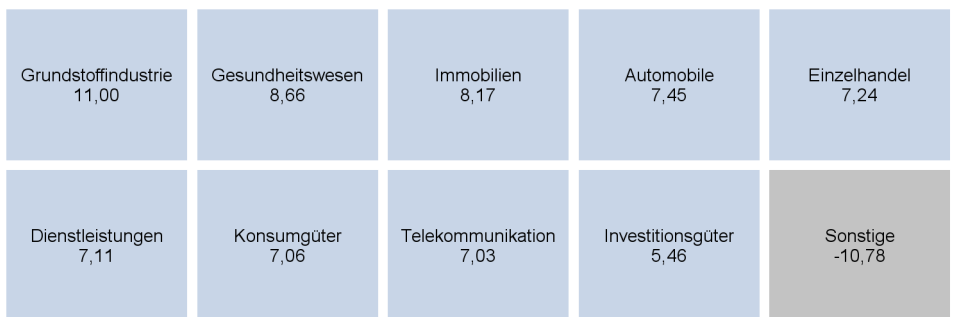 Grundstoffindustrie
11,00
Gesundheitswesen
8,66
Immobilien
8,17
Automobile
7,45
Einzelhandel
7,24
Dienstleistungen
7,11
Konsumgüter
7,06
Telekommunikation
7,03
Investitionsgüter
5,46
Sonstige
-10,78